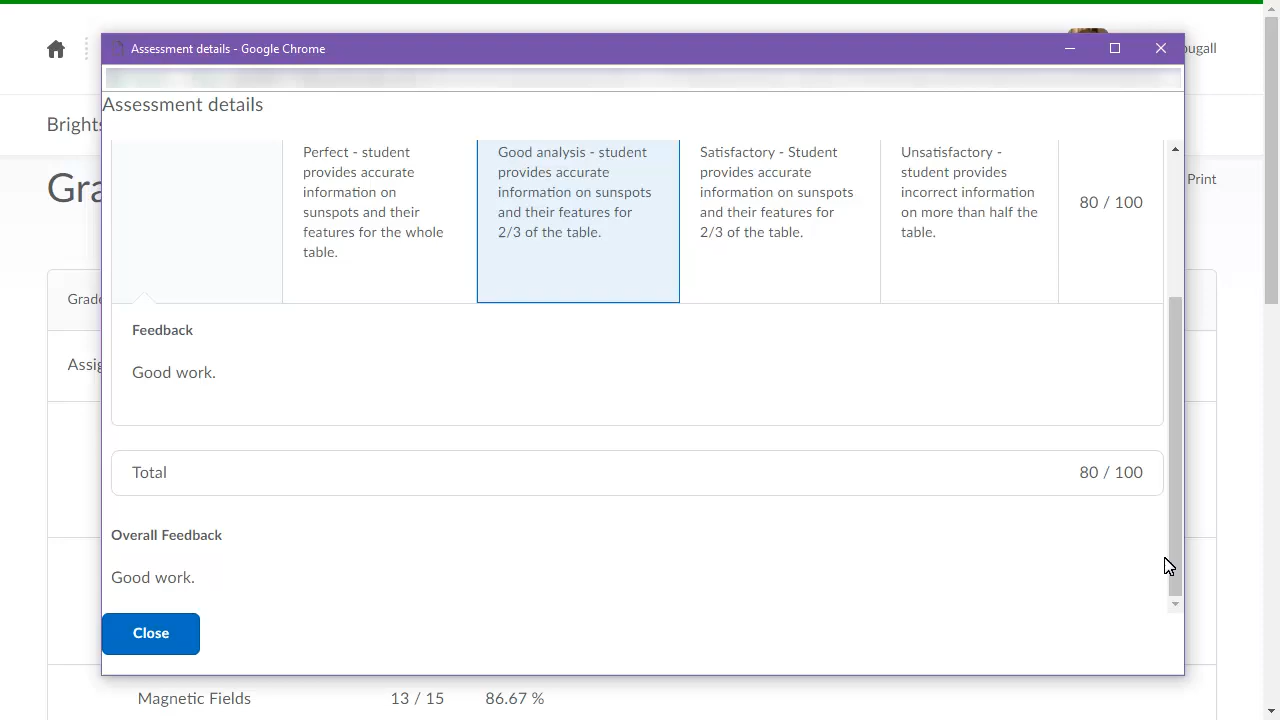 Assessment details - Google Chrome
ougall
Assessment details
Brights
Gra
Print
Perfect - student
provides accurate
information on
sunspots and their
features for the whole
table.
Good analysis - student
provides accurate
information on sunspots
and their features for
2/3 of the table.
Satisfactory - Student
provides accurate
information on sunspots
and their features for
2/3 of the table.
Unsatisfactory -
student provides
incorrect information
on more than half the
table.
80 / 100
Grade
Feedback
Assig
Good work.
Total 80 / 100
Overall Feedback
Good work.
Close
Magnetic Fields 13 / 15 86.67 %